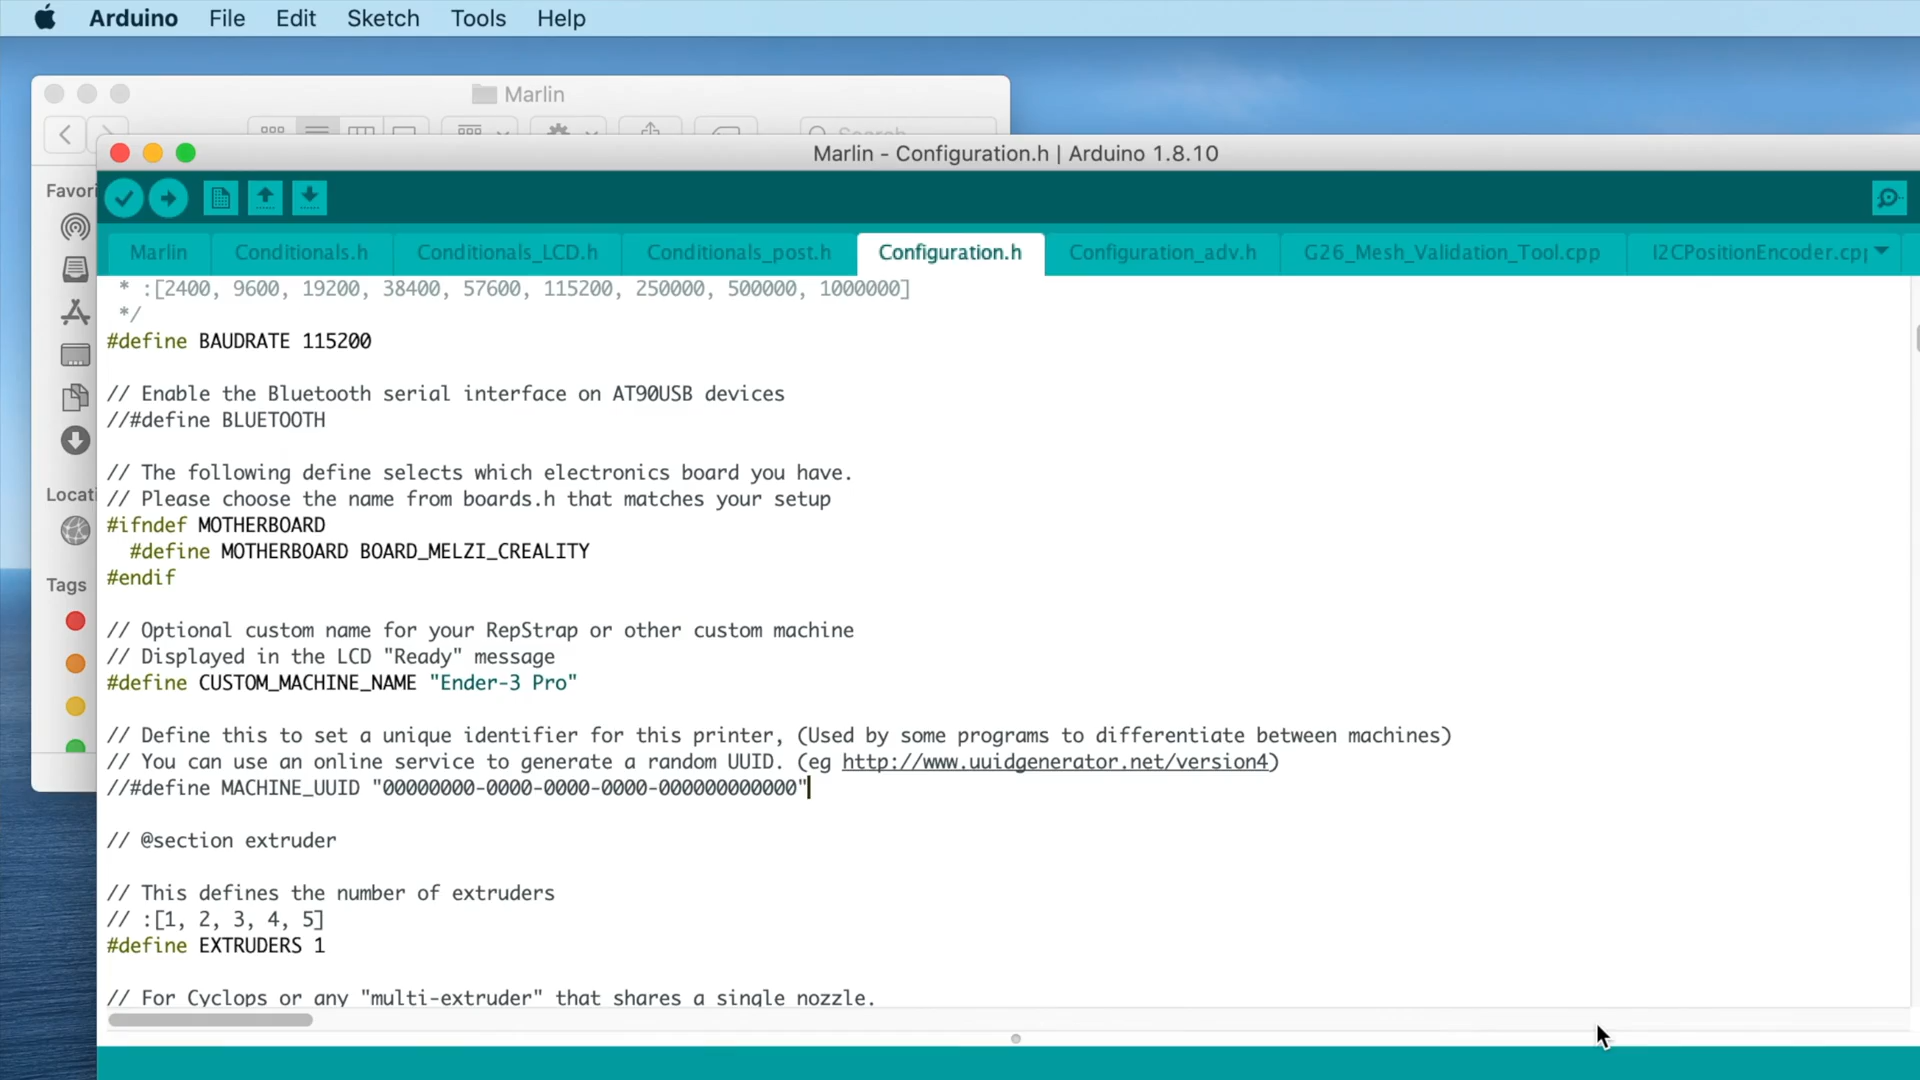 Arduino File Edit Sketch Tools Help
Marlin
Search
Marlin - Configuration.h | Arduino 1.8.10
Favori
Marlin Conditionals.h Conditionals_LCD.h Conditionals_post.h Configuration.h Configuration_adv.h G26_Mesh_Validation_Tool.cpp I2CPositionEncoder.cpp
* :[2400, 9600, 19200, 38400, 57600, 115200, 250000, 500000, 1000000]
*/
#define BAUDRATE 115200
// Enable the Bluetooth serial interface on AT90USB devices
//#define BLUETOOTH
// The following define selects which electronics board you have.
// Please choose the name from boards.h that matches your setup
Locati
#ifndef MOTHERBOARD
#define MOTHERBOARD BOARD_MELZI_CREALITY
#endif
Tags
// Optional custom name for your RepStrap or other custom machine
// Displayed in the LCD "Ready" message
#define CUSTOM_MACHINE_NAME "Ender-3 Pro"
// Define this to set a unique identifier for this printer, (Used by some programs to differentiate between machines)
// You can use an online service to generate a random UUID. (eg http://www.uuidgenerator.net/version4)
//#define MACHINE_UUID "00000000-0000-0000-0000-000000000000"
// @section extruder
// This defines the number of extruders
// :[1, 2, 3, 4, 5]
#define EXTRUDERS 1
// For Cyclops or any "multi-extruder" that shares a single nozzle.